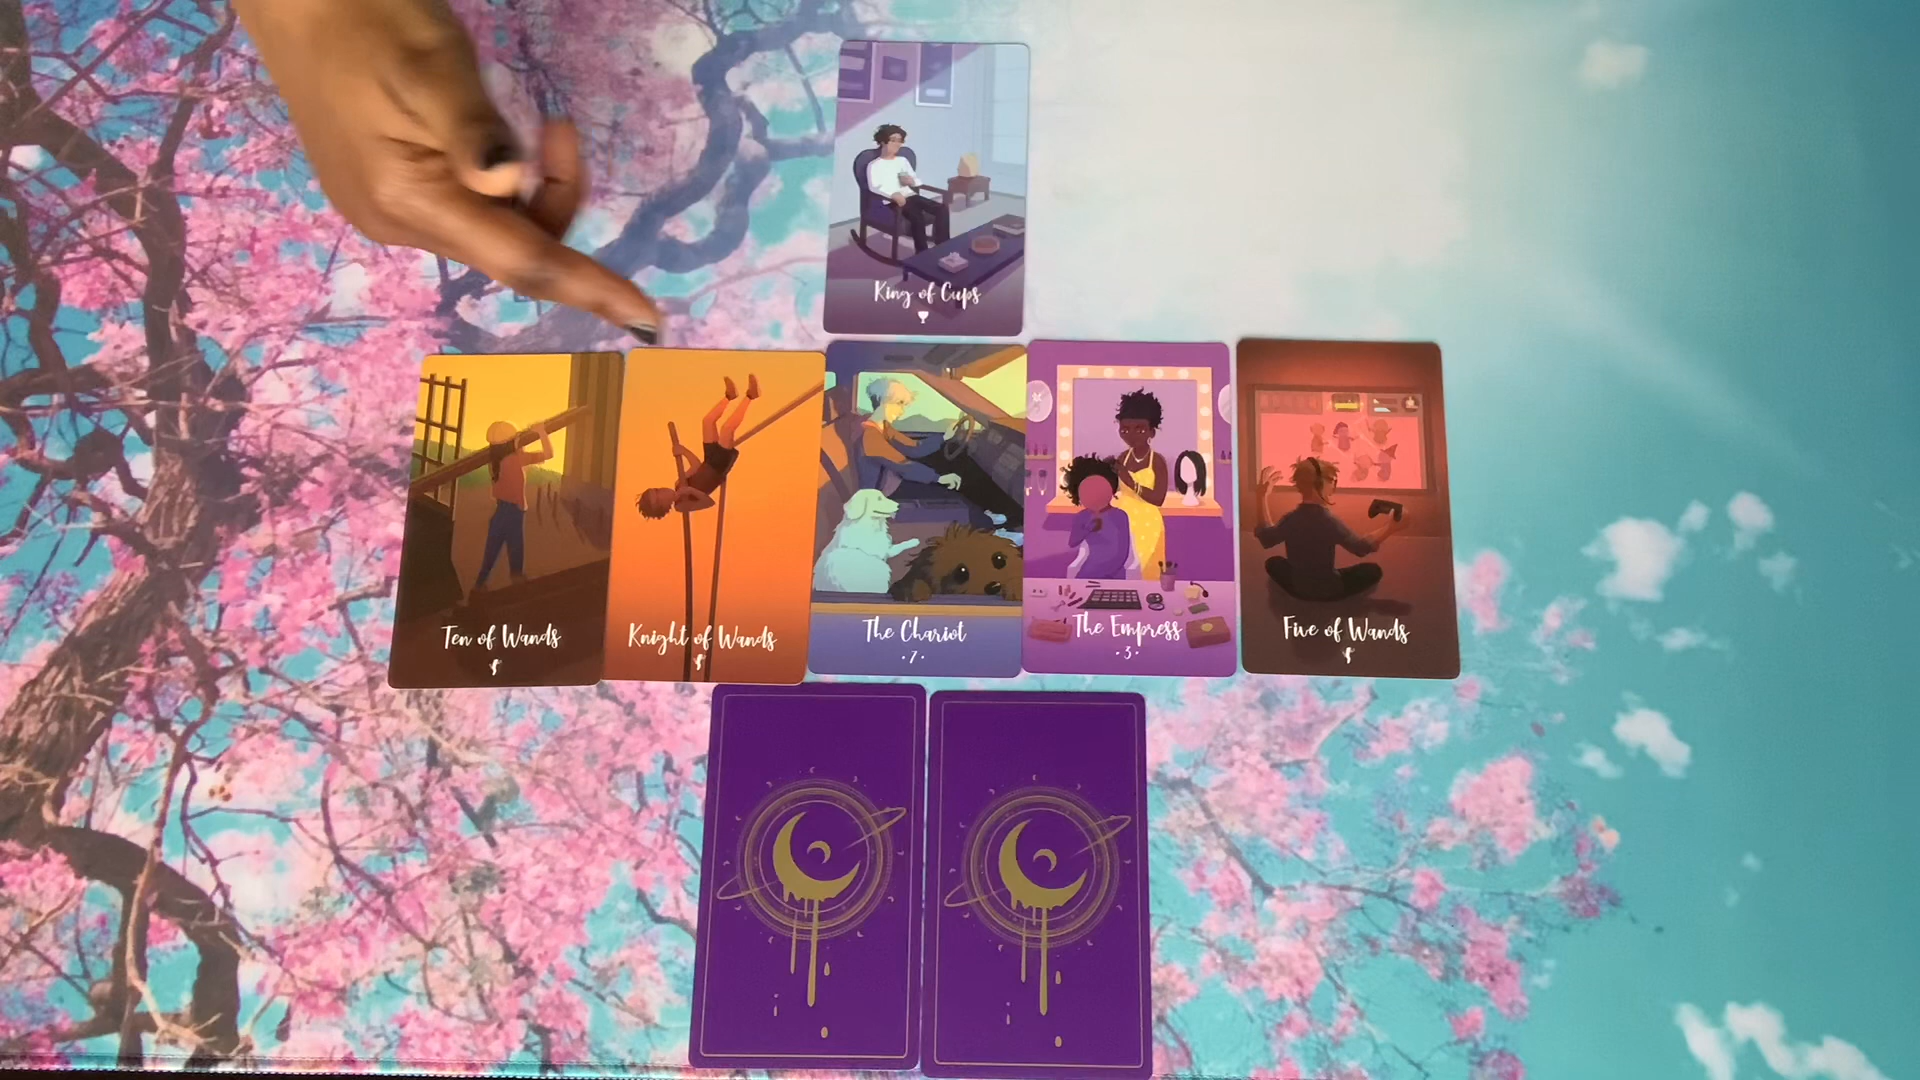 King of Cups
Ten of Wands
Knight of Wands
The Chariot
• 7 •
The Empress
• 3 •
Five of Wands